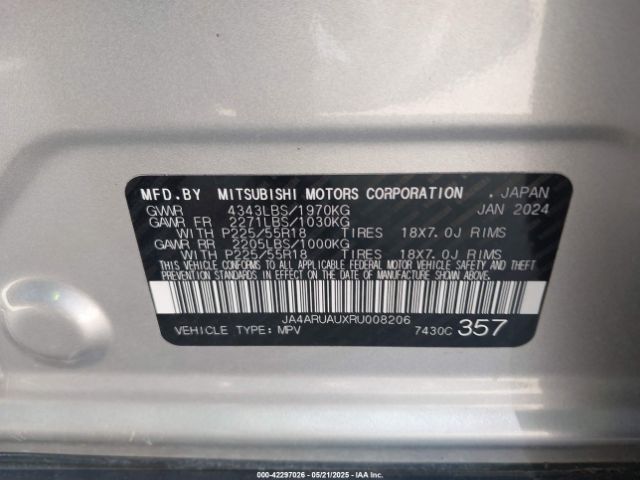 MFD.BY MITSUBISHI MOTORS CORPORATION . JAPAN
GVWR 4343LBS/1970KG JAN 2024
GAWR FR 2271LBS/1030KG
WITH P225/55R18 TIRES 18X7.0J RIMS
GAWR RR 2205LBS/1000KG
WITH P225/55R18 TIRES 18X7.0J RIMS
THIS VEHICLE CONFORMS TO ALL APPLICABLE FEDERAL MOTOR VEHICLE SAFETY AND THEFT
PREVENTION STANDARDS IN EFFECT ON THE DATE OF MANUFACTURE SHOWN ABOVE.
JA4ARUAUXRU008206
VEHICLE TYPE: MPV 7430C 357
000-42297026 - 05/21/2025 - IAA Inc.